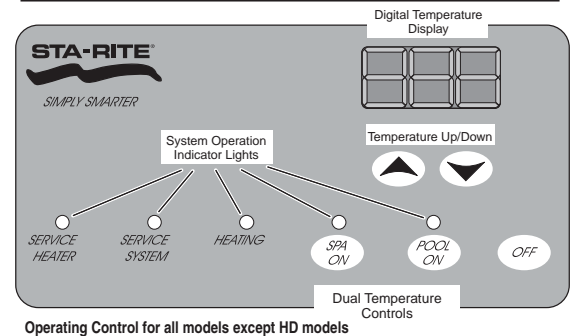 Digital Temperature
Display
STA-RITE®
SIMPLY SMARTER
Temperature Up/Down
System Operation
Indicator Lights
SERVICE
HEATER
SERVICE
SYSTEM
HEATING
SPA
ON
POOL
ON
OFF
Dual Temperature
Controls
Operating Control for all models except HD models